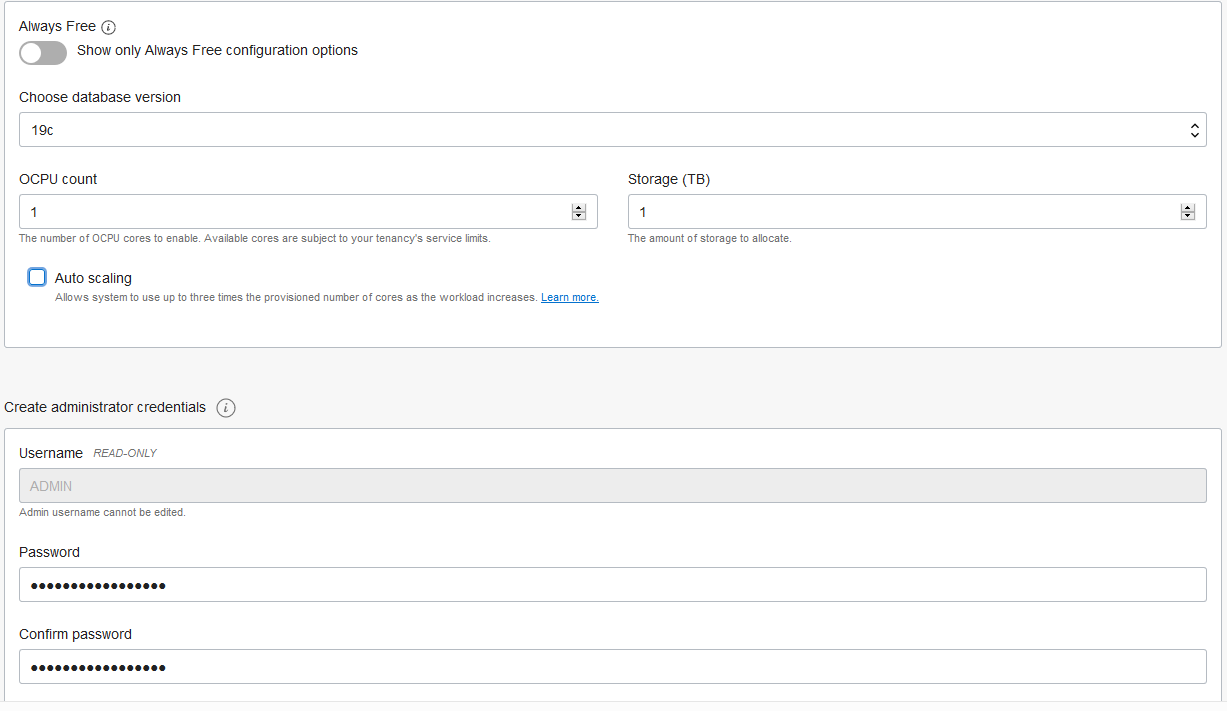 Always Free
Show only Always Free configuration options
Choose database version
19c
OCPU count
Storage (TB)
1
1
The number of OCPU cores to enable. Available cores are subject to your tenancy's service limits.
The amount of storage to allocate.
Auto scaling
Allows system to use up to three times the provisioned number of cores as the workload increases. Learn more.
Create administrator credentials
Username READ-ONLY
ADMIN
Admin username cannot be edited.
Password
•••••••••••••••••
Confirm password
•••••••••••••••••